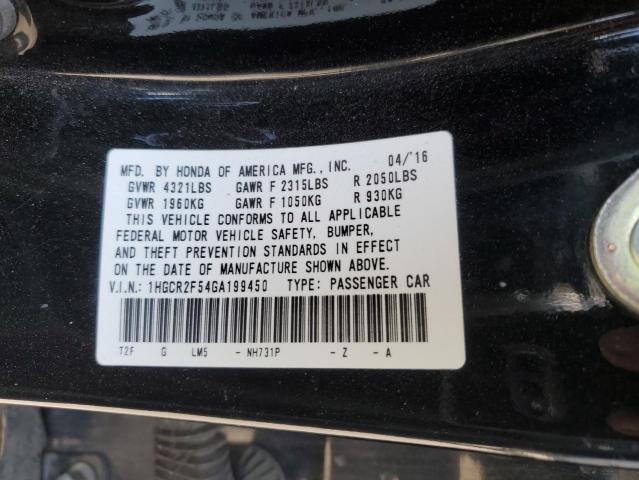 MFD. BY HONDA OF AMERICA MFG., INC. 04/'16
GVWR 4321LBS GAWR F 2315LBS R 2050LBS
GVWR 1960KG GAWR F 1050KG R 930KG
THIS VEHICLE CONFORMS TO ALL APPLICABLE
FEDERAL MOTOR VEHICLE SAFETY, BUMPER,
AND THEFT PREVENTION STANDARDS IN EFFECT
ON THE DATE OF MANUFACTURE SHOWN ABOVE.
V.I.N.: 1HGCR2F54GA199450 TYPE: PASSENGER CAR
T2F G LM5 - NH731P - Z - A